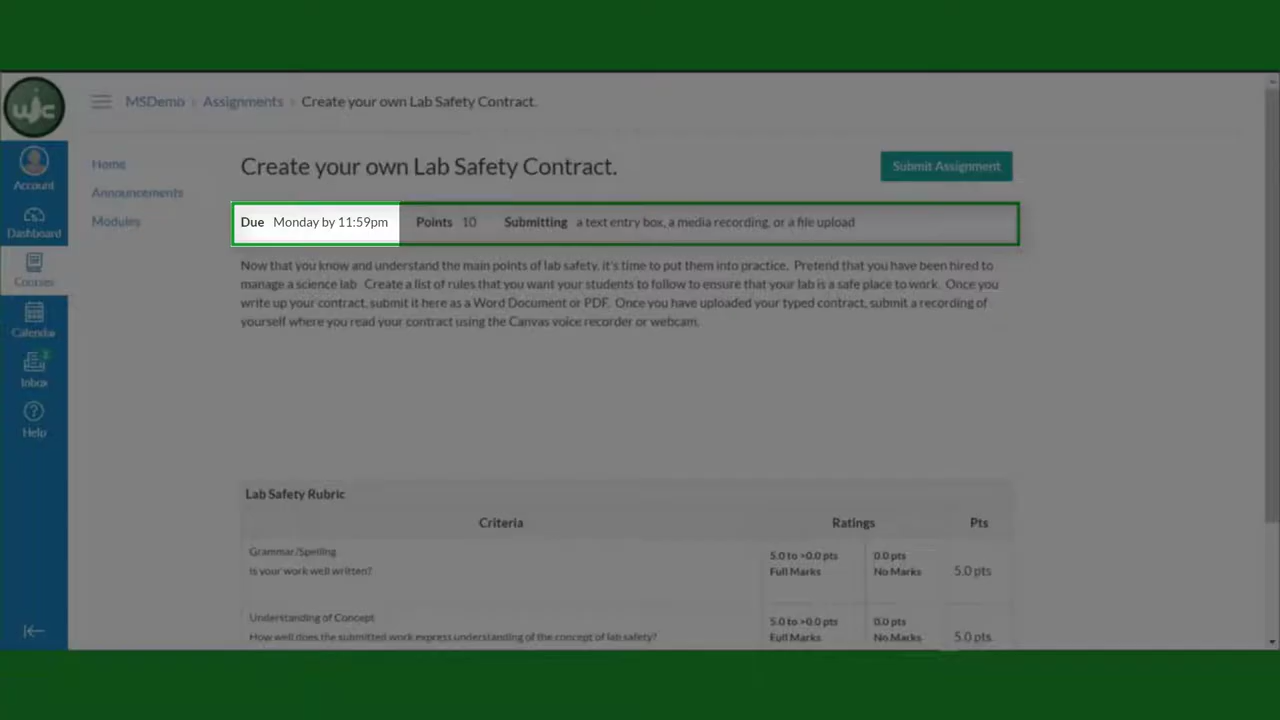 wjc
MSDemo › Assignments › Create your own Lab Safety Contract.
Account
Dashboard
Courses
Calendar
Inbox
2
Help
Home
Announcements
Modules
Create your own Lab Safety Contract.
Submit Assignment
Due Monday by 11:59pm Points 10 Submitting a text entry box, a media recording, or a file upload
Now that you know and understand the main points of lab safety, it's time to put them into practice. Pretend that you have been hired to
manage a science lab. Create a list of rules that you want your students to follow to ensure that your lab is a safe place to work. Once you
write up your contract, submit it here as a Word Document or PDF. Once you have uploaded your typed contract, submit a recording of
yourself where you read your contract using the Canvas voice recorder or webcam.
Lab Safety Rubric
Criteria Ratings Pts
Grammar/Spelling
Is your work well written?
5.0 to >0.0 pts
Full Marks
0.0 pts
No Marks
5.0 pts
Understanding of Concept
How well does the submitted work express understanding of the concept of lab safety?
5.0 to >0.0 pts
Full Marks
0.0 pts
No Marks
5.0 pts